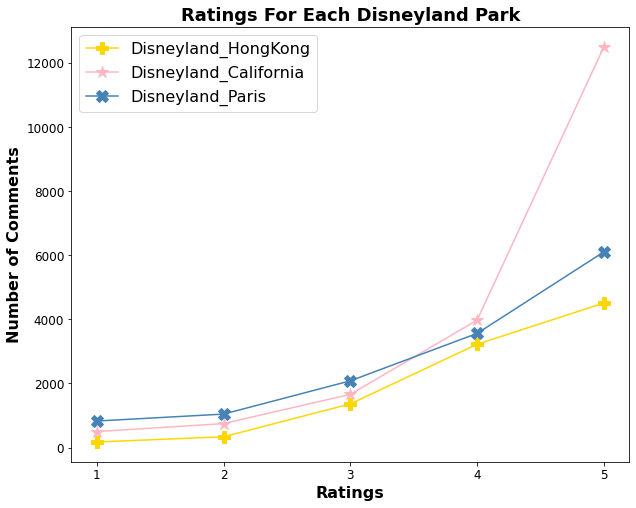 Ratings For Each Disneyland Park
Disneyland_HongKong
Disneyland_California
Disneyland_Paris
Number of Comments
12000
10000
8000
6000
4000
2000
0
1 2 3 4 5
Ratings